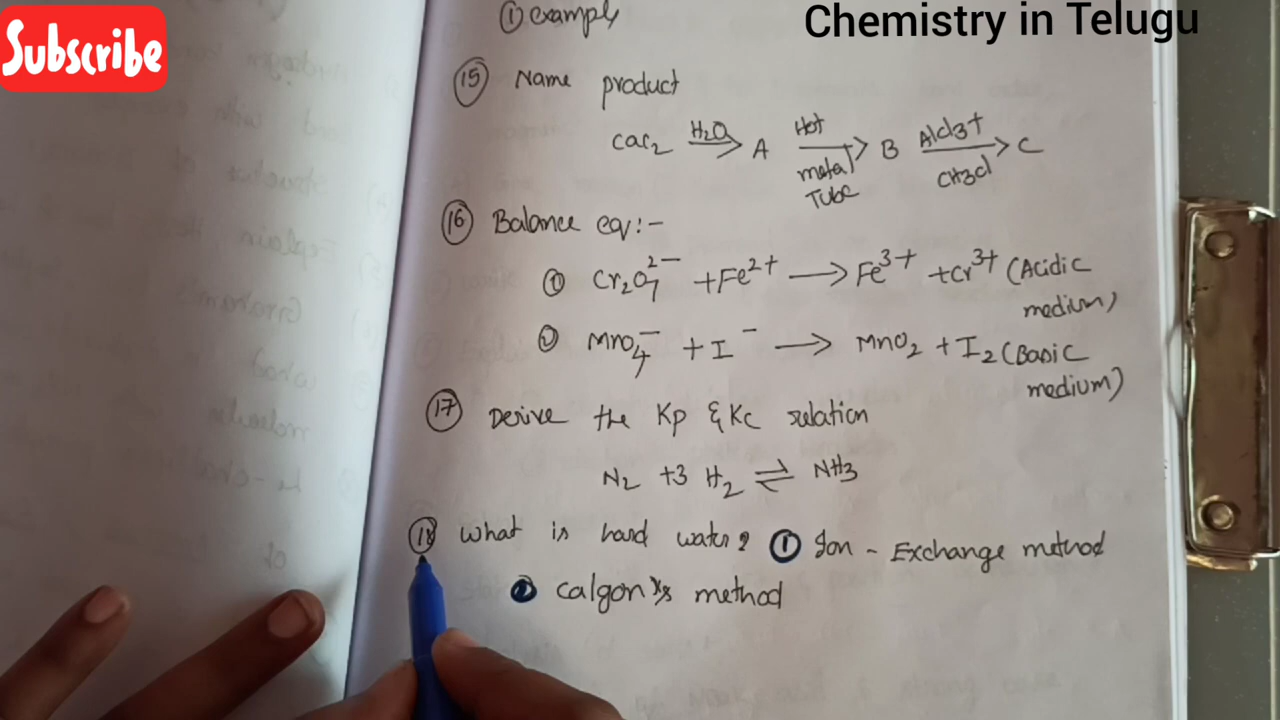 Subscribe
Chemistry in Telugu
① example
⑮ Name product
CaC2 H2O → A Hot metal Tube → B AlCl3+ CH3Cl → C
⑯ Balance eq:-
① Cr2O7 2- + Fe2+ → Fe3+ + Cr3+ (Acidic medium)
② MnO4- + I- → MnO2 + I2 (Basic medium)
⑰ Derive the Kp & Kc relation
N2 + 3 H2 ⇌ NH3
⑱ What is hard water? ① Ion - Exchange method
② calgon's method